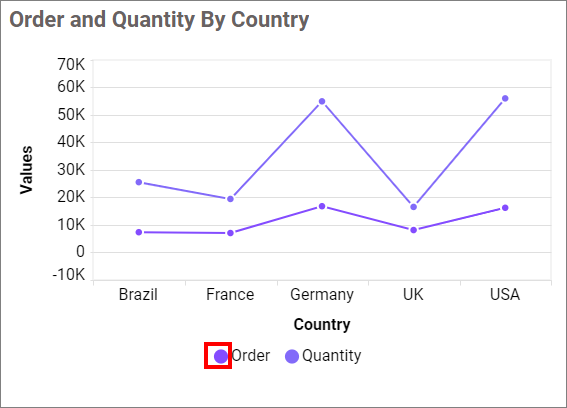 Order and Quantity By Country
70K
60K
50K
40K
30K
20K
10K
0
-10K
Values
Brazil France Germany UK USA
Country
Order Quantity